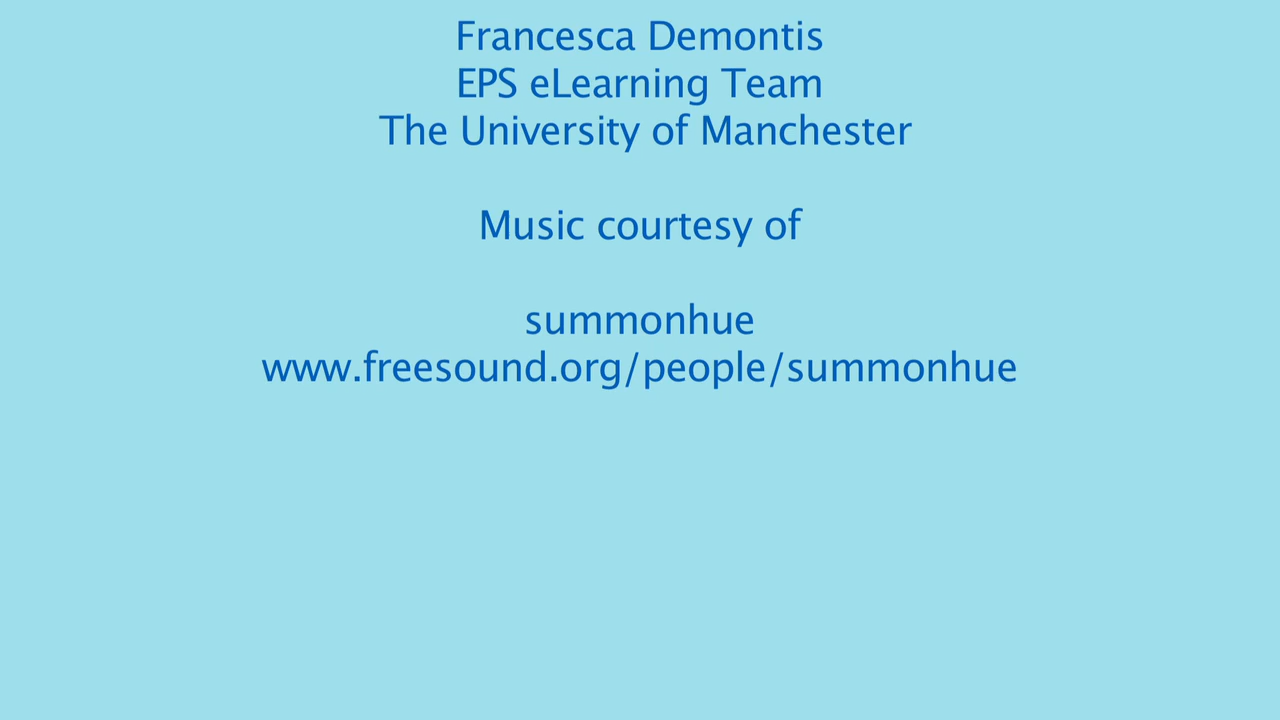 Francesca Demontis
EPS eLearning Team
The University of Manchester
Music courtesy of
summonhue
www.freesound.org/people/summonhue